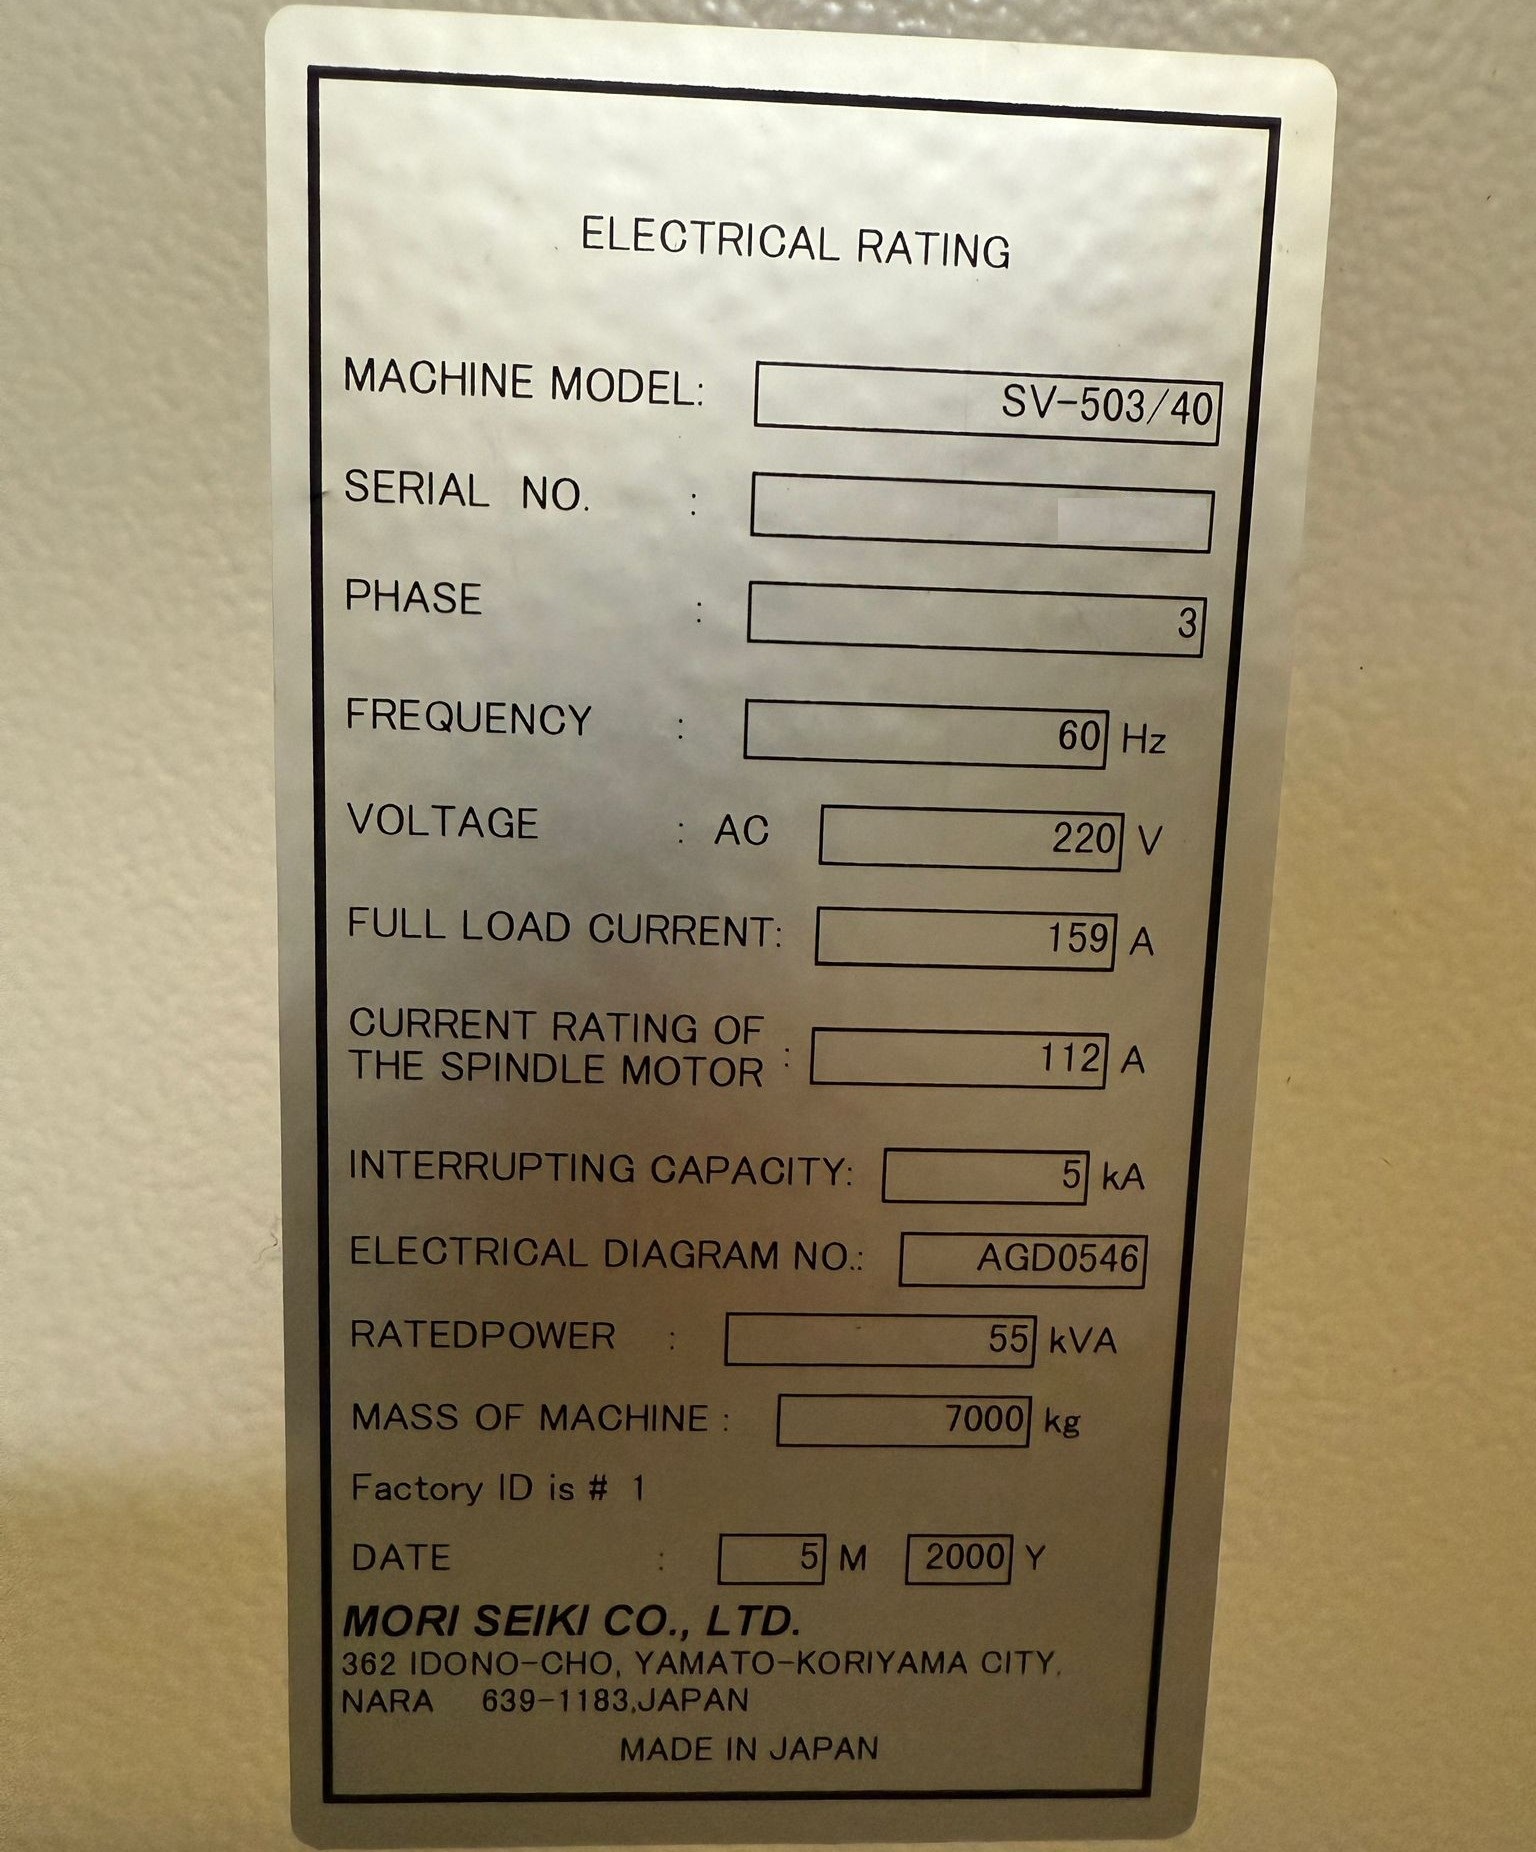 ELECTRICAL RATING
MACHINE MODEL: SV-503/40
SERIAL NO. :
PHASE : 3
FREQUENCY : 60 Hz
VOLTAGE : AC 220 V
FULL LOAD CURRENT: 159 A
CURRENT RATING OF
THE SPINDLE MOTOR : 112 A
INTERRUPTING CAPACITY: 5 kA
ELECTRICAL DIAGRAM NO.: AGD0546
RATEDPOWER : 55 kVA
MASS OF MACHINE : 7000 kg
Factory ID is # 1
DATE : 5 M 2000 Y
MORI SEIKI CO., LTD.
362 IDONO-CHO, YAMATO-KORIYAMA CITY,
NARA 639-1183,JAPAN
MADE IN JAPAN